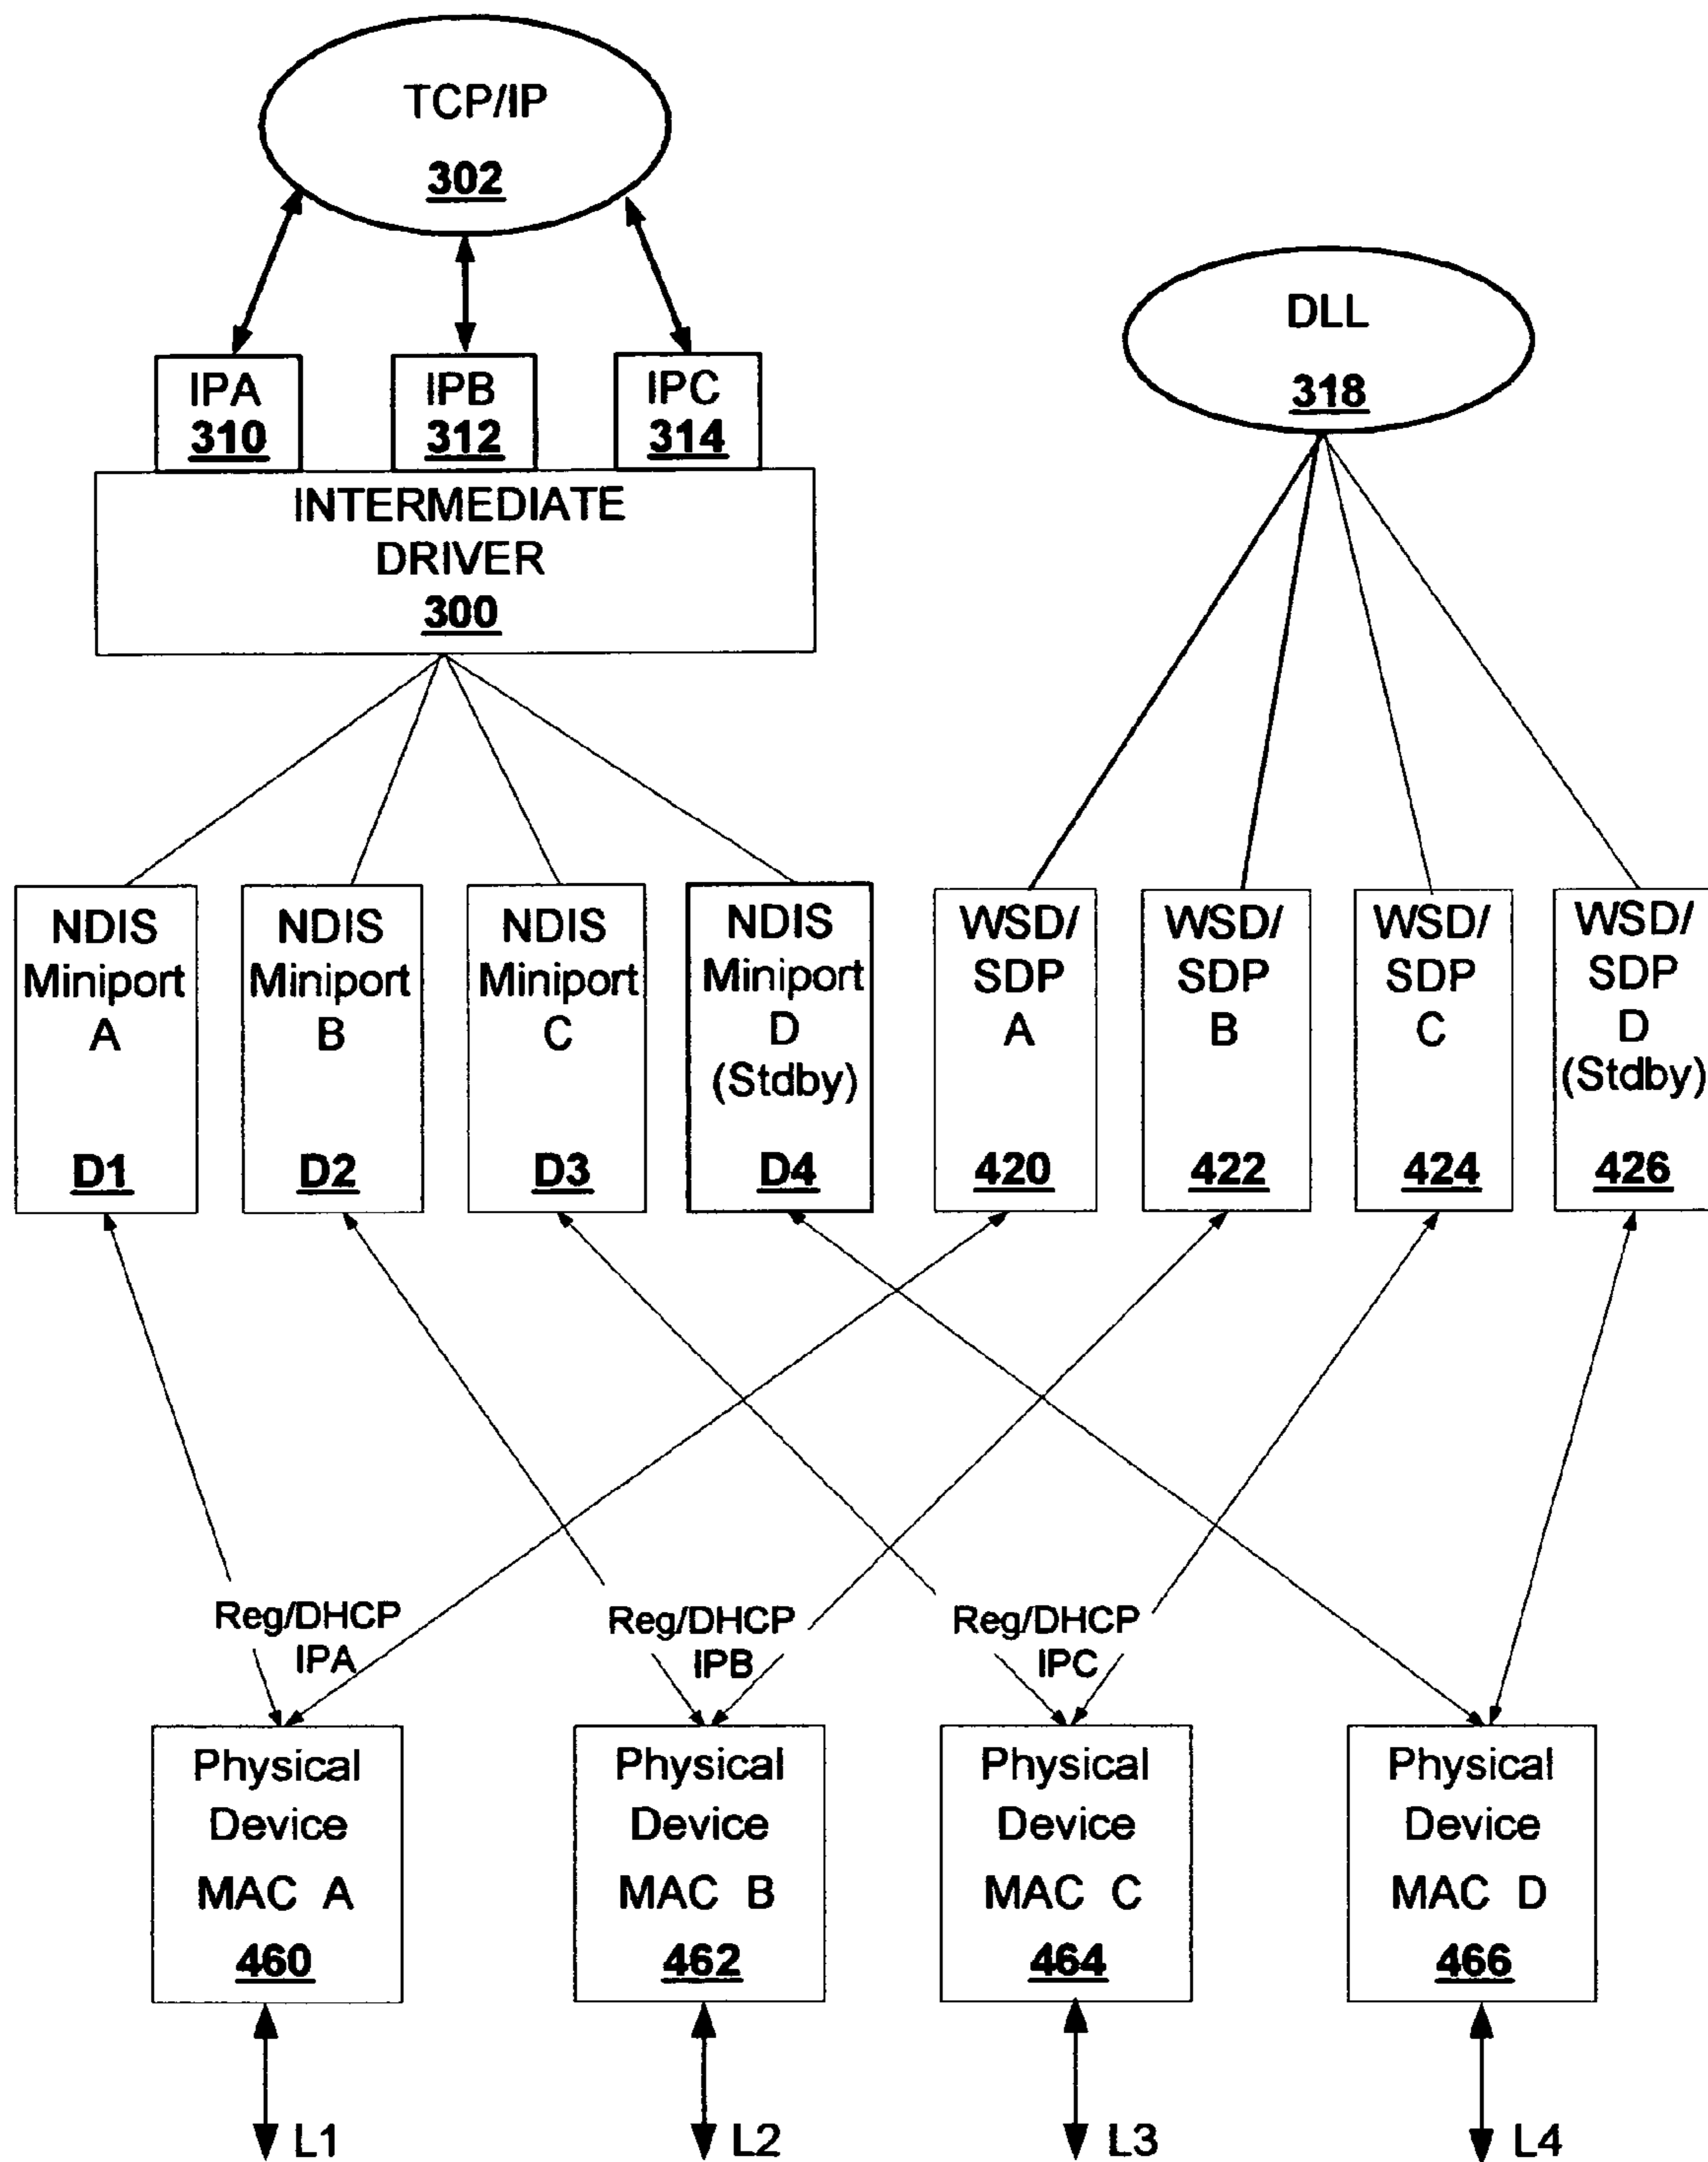 TCP/IP
302
DLL
318
IPA
310
IPB
312
IPC
314
INTERMEDIATE
DRIVER
300
NDIS
Miniport
A
D1
NDIS
Miniport
B
D2
NDIS
Miniport
C
D3
NDIS
Miniport
D
(Stdby)
D4
WSD/
SDP
A
420
WSD/
SDP
B
422
WSD/
SDP
C
424
WSD/
SDP
D
(Stdby)
426
Reg/DHCP
IPA
Reg/DHCP
IPB
Reg/DHCP
IPC
Physical
Device
MAC A
460
Physical
Device
MAC B
462
Physical
Device
MAC C
464
Physical
Device
MAC D
466
L1
L2
L3
L4